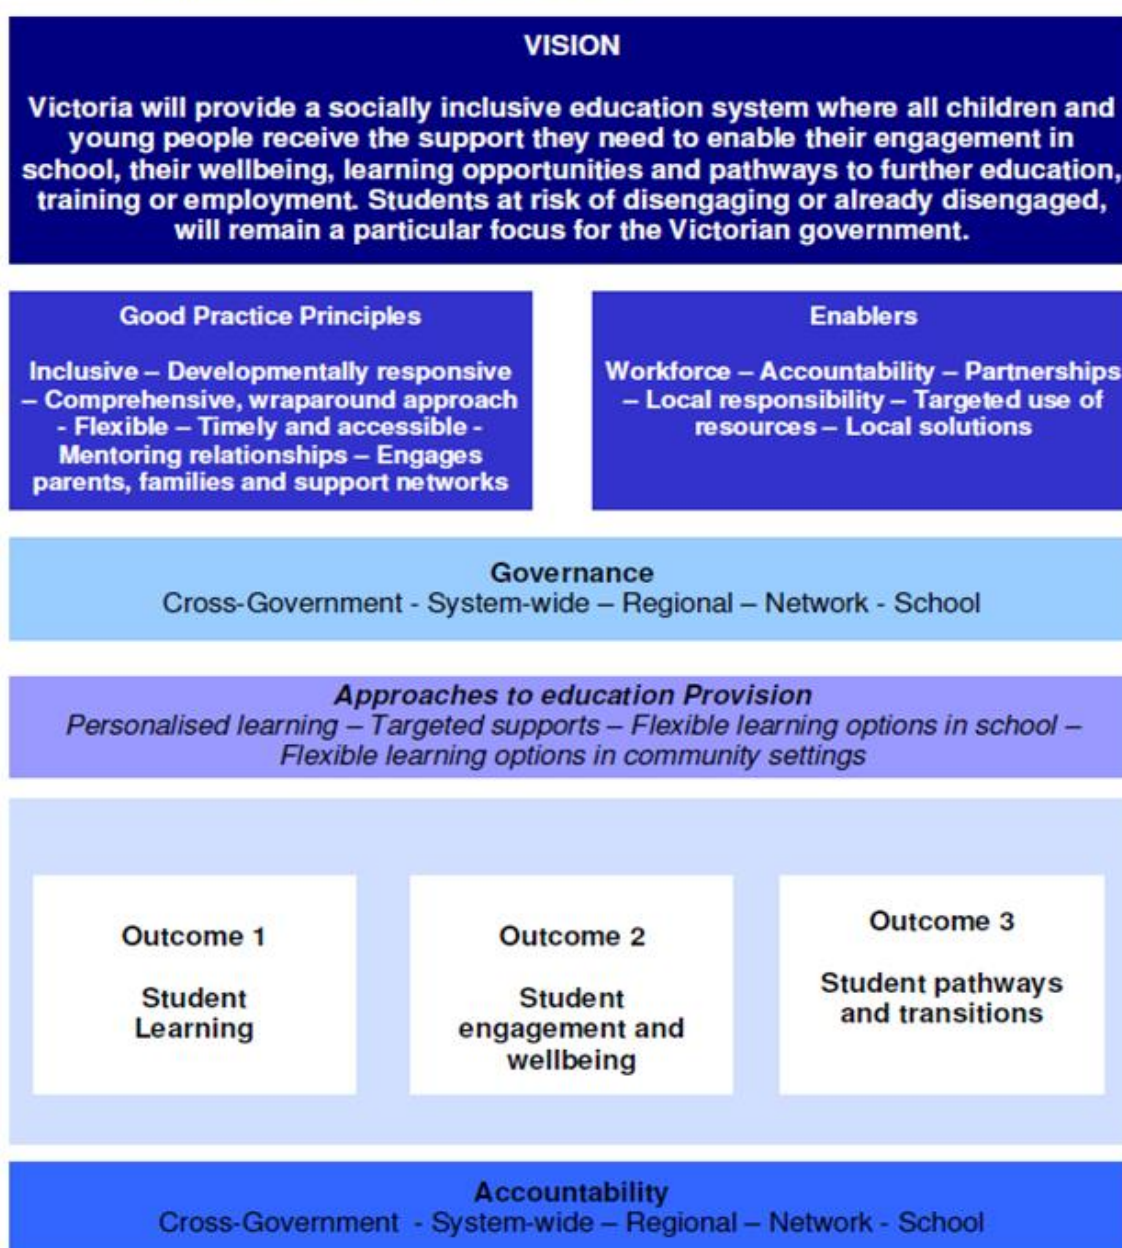 VISION
Victoria will provide a socially inclusive education system where all children and
young people receive the support they need to enable their engagement in
school, their wellbeing, learning opportunities and pathways to further education,
training or employment. Students at risk of disengaging or already disengaged,
will remain a particular focus for the Victorian government.
Good Practice Principles
Inclusive – Developmentally responsive
– Comprehensive, wraparound approach
- Flexible – Timely and accessible -
Mentoring relationships – Engages
parents, families and support networks
Enablers
Workforce – Accountability – Partnerships
– Local responsibility – Targeted use of
resources – Local solutions
Governance
Cross-Government - System-wide – Regional – Network - School
Approaches to education Provision
Personalised learning – Targeted supports – Flexible learning options in school –
Flexible learning options in community settings
Outcome 1
Student
Learning
Outcome 2
Student
engagement and
wellbeing
Outcome 3
Student pathways
and transitions
Accountability
Cross-Government - System-wide – Regional – Network - School